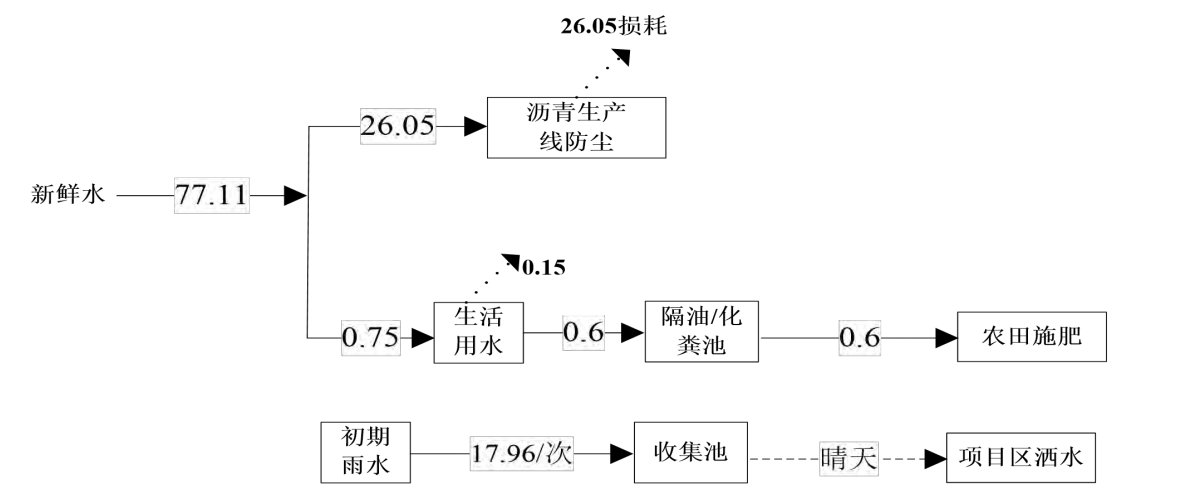 26.05损耗
26.05
沥青生产
线防尘
新鲜水
77.11
0.15
0.75
生活
用水
0.6
隔油/化
粪池
0.6
农田施肥
初期
雨水
17.96/次
收集池
晴天
项目区洒水